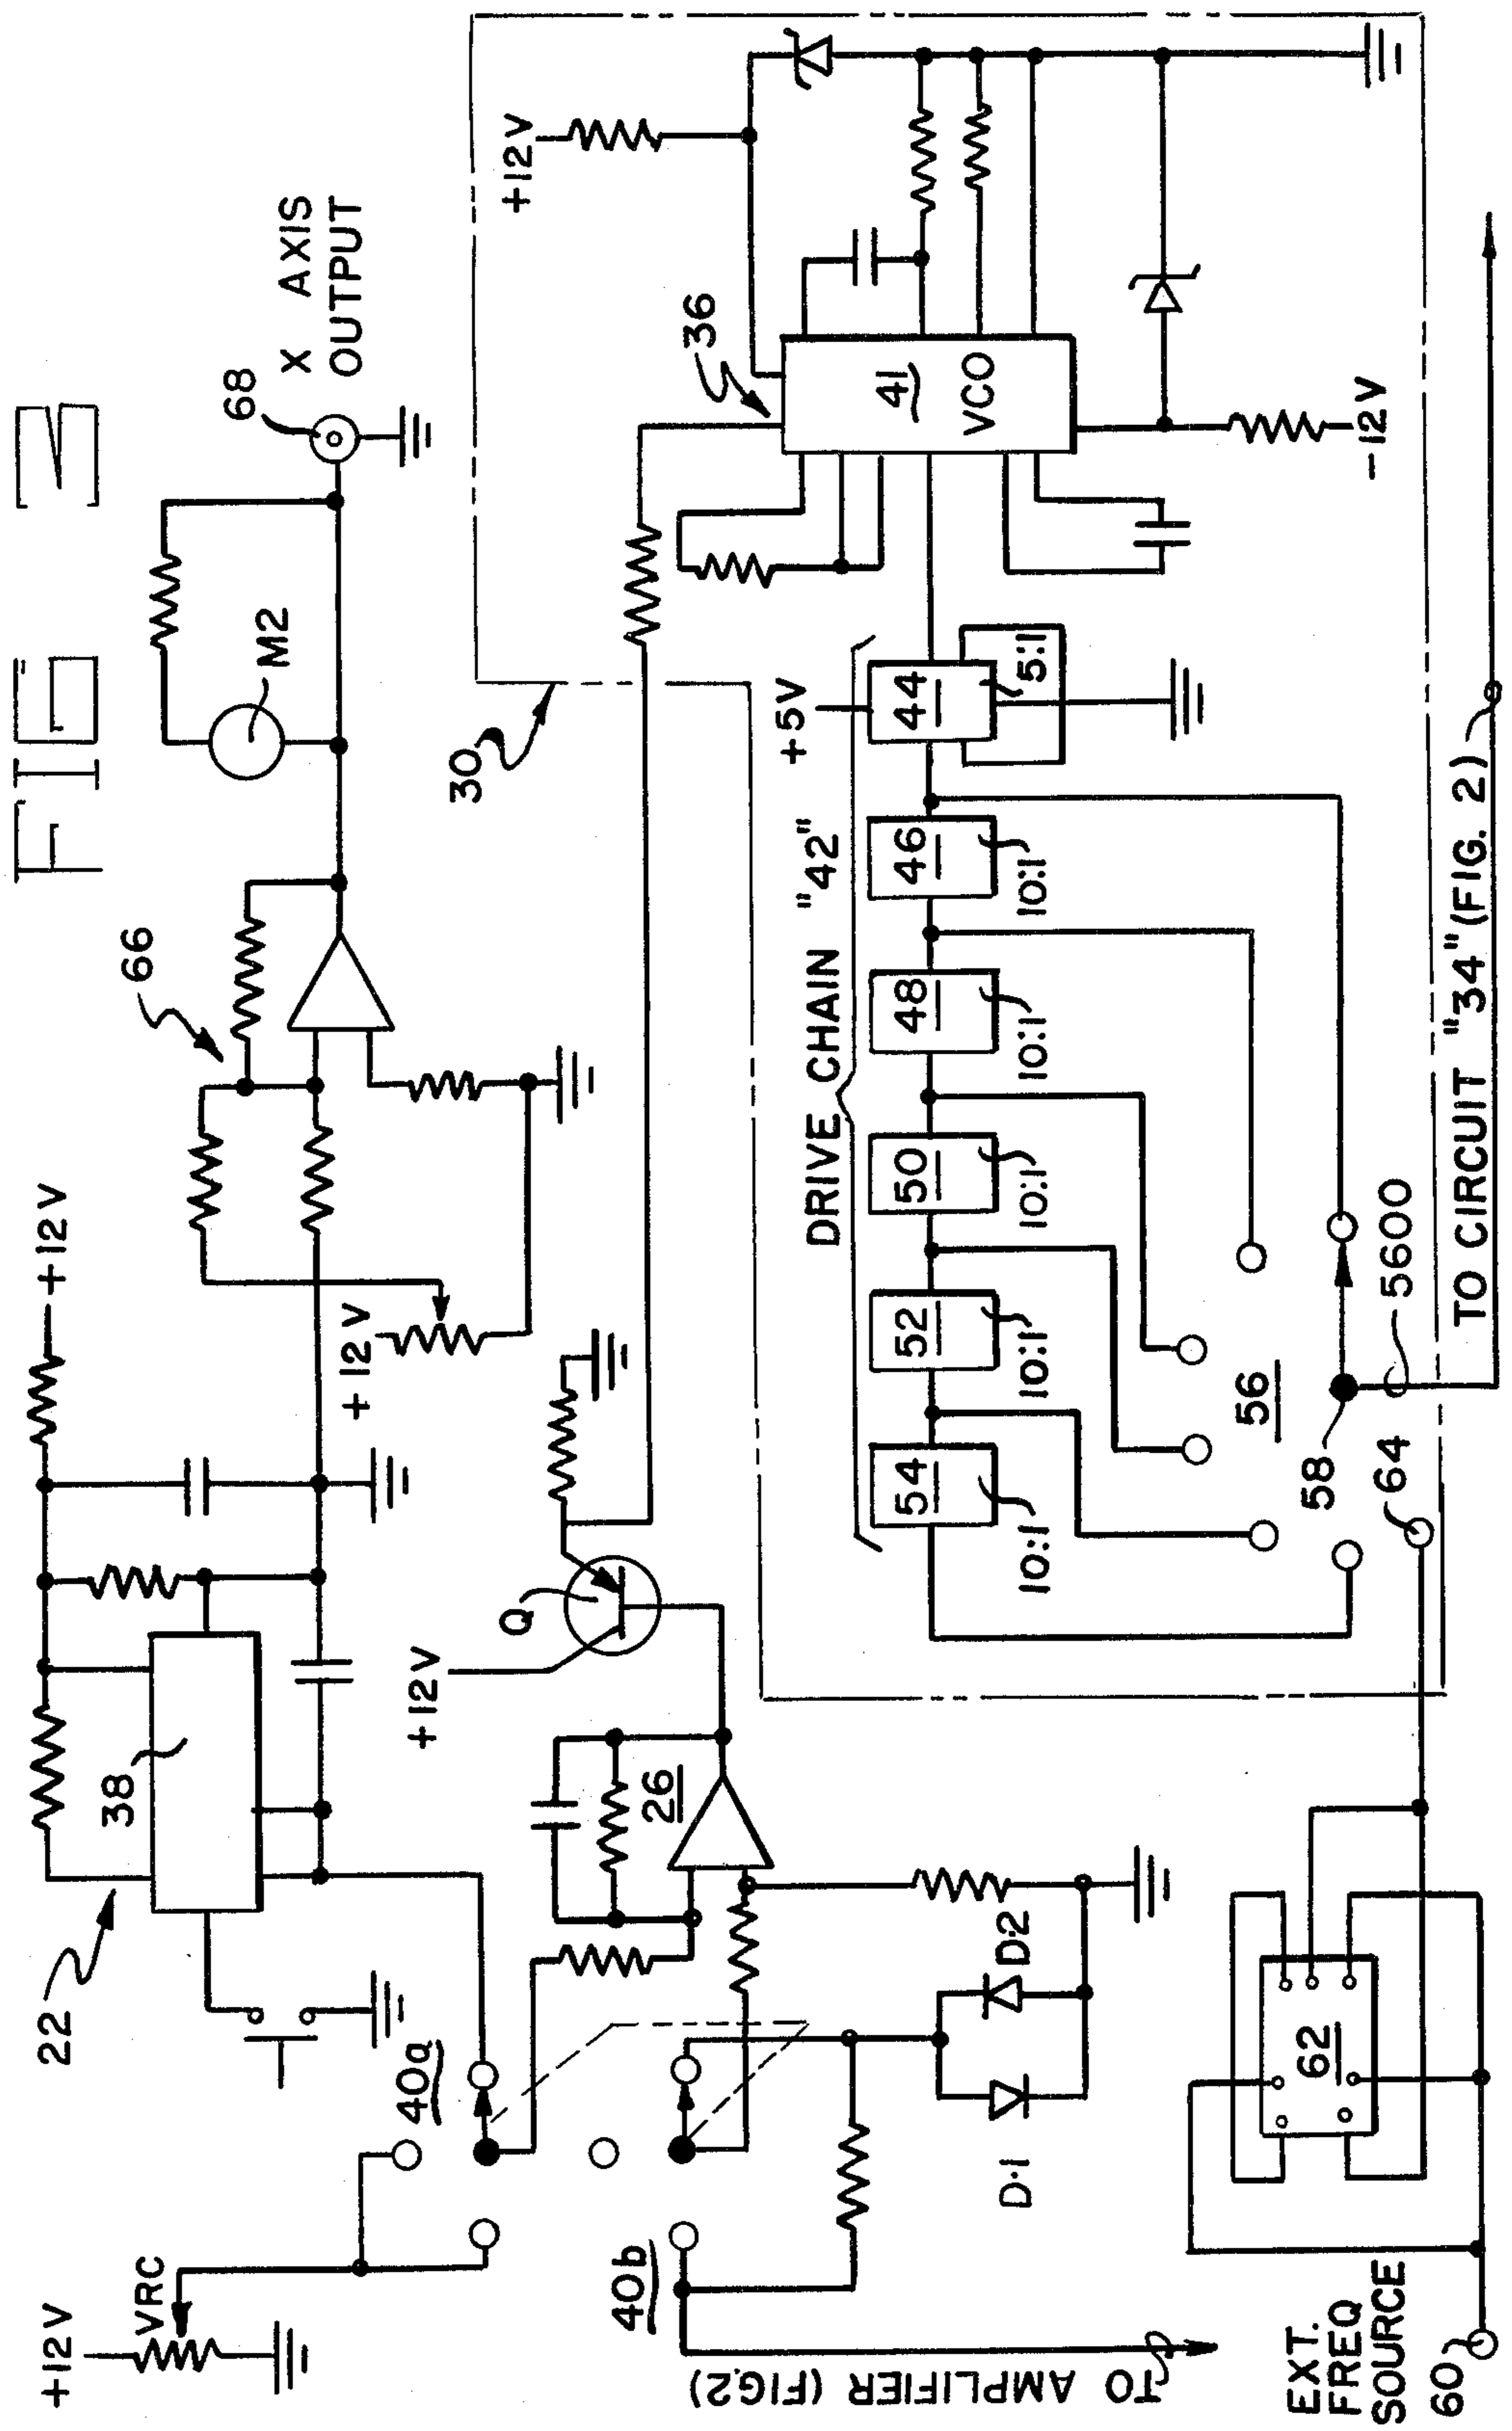 FIG 3
+12V
22
38
66
M2
68
X AXIS
OUTPUT
+12V
VRC
40a
+12V
Q
+12V
30
+12V
36
41
VCO
-12V
26
40b
D2
D·1
TO AMPLIFIER (FIG.2)
DRIVE CHAIN "42"
+5V
54
52
50
48
46
44
10:1
10:1
10:1
10:1
10:1
5:1
56
58
64
5600
62
EXT.
FREQ
SOURCE
60
TO CIRCUIT "34" (FIG. 2)